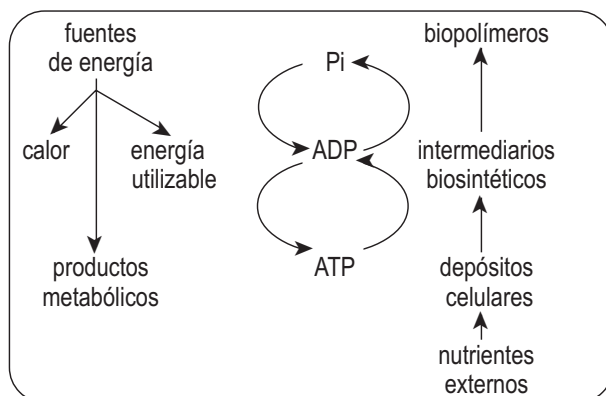 fuentes
de energía
calor
energía
utilizable
productos
metabólicos
Pi
ADP
ATP
biopolímeros
intermediarios
biosintéticos
depósitos
celulares
nutrientes
externos